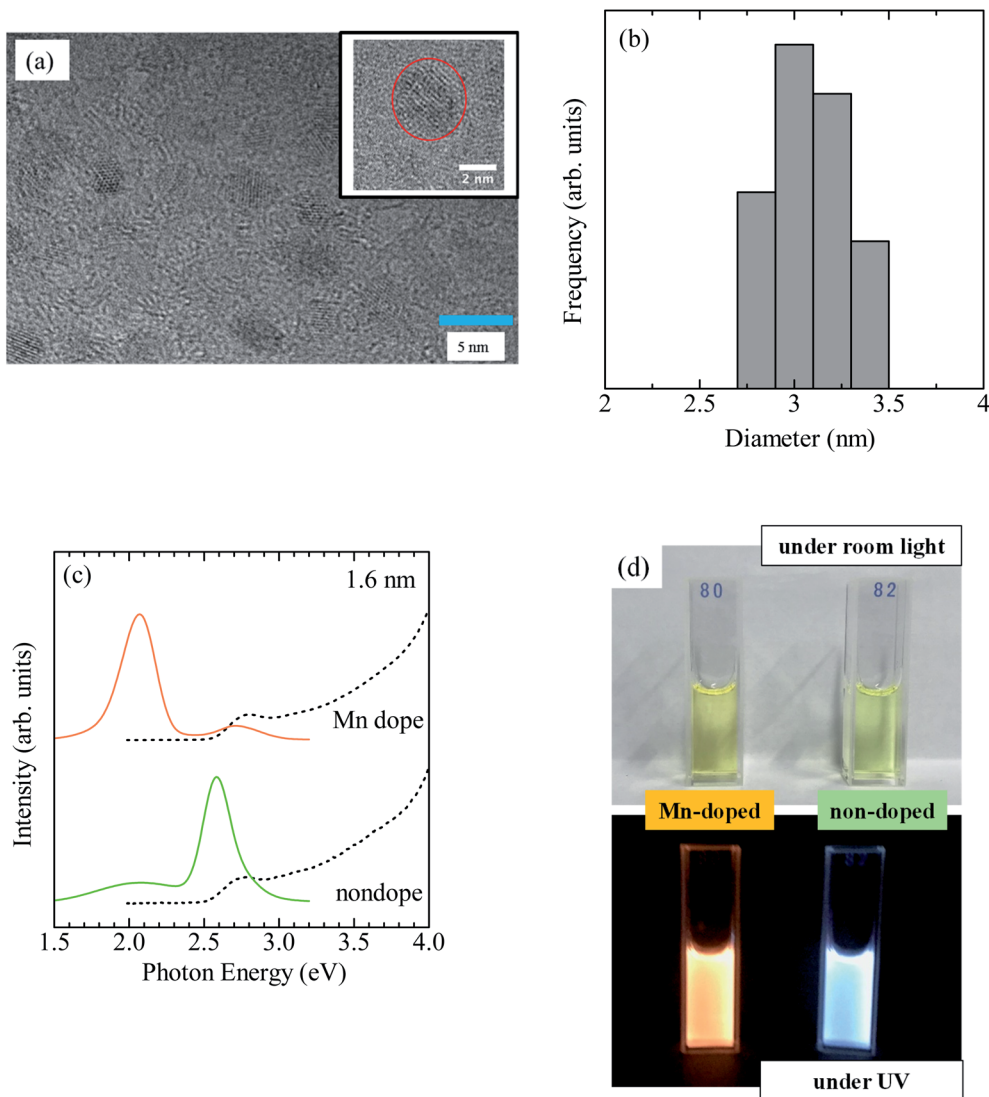 (a)
2 nm
5 nm
(b)
Frequency (arb. units)
2
2.5
3
3.5
4
Diameter (nm)
(c)
1.6 nm
Mn dope
nondope
Intensity (arb. units)
1.5
2.0
2.5
3.0
3.5
4.0
Photon Energy (eV)
(d)
under room light
80
82
Mn-doped
non-doped
under UV